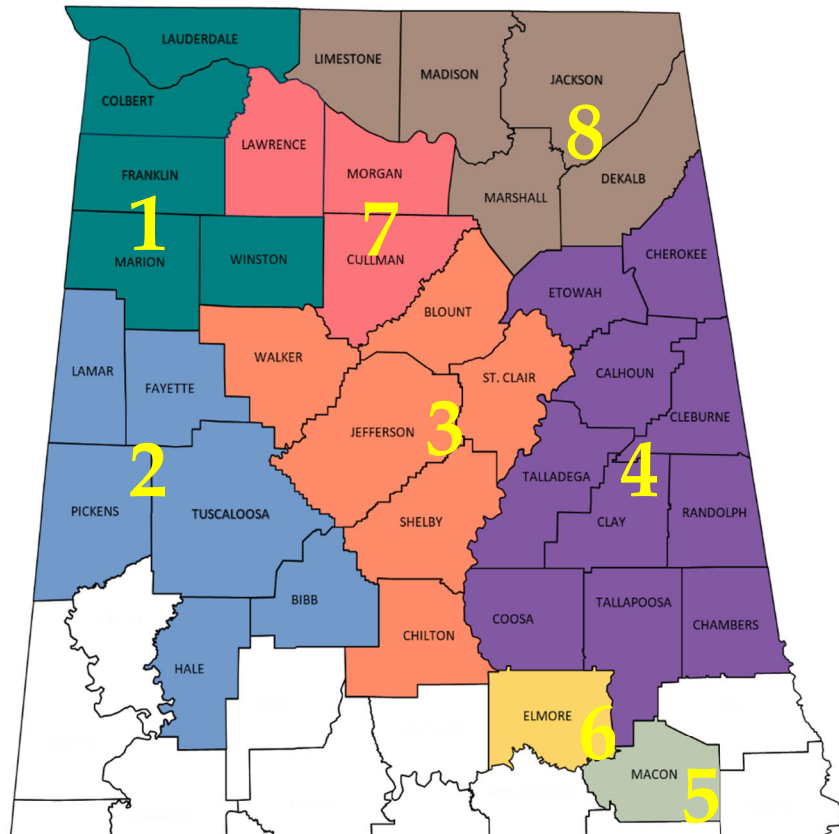 LAUDERDALE
LIMESTONE
MADISON
JACKSON
COLBERT
8
LAWRENCE
FRANKLIN
MORGAN
DEKALB
MARSHALL
1
7
MARION
WINSTON
CULLMAN
CHEROKEE
ETOWAH
BLOUNT
WALKER
LAMAR
FAYETTE
ST. CLAIR
CALHOUN
CLEBURNE
JEFFERSON
3
2
4
TALLADEGA
PICKENS
TUSCALOOSA
SHELBY
CLAY
RANDOLPH
BIBB
COOSA
TALLAPOOSA
CHAMBERS
CHILTON
HALE
ELMORE
6
MACON
5